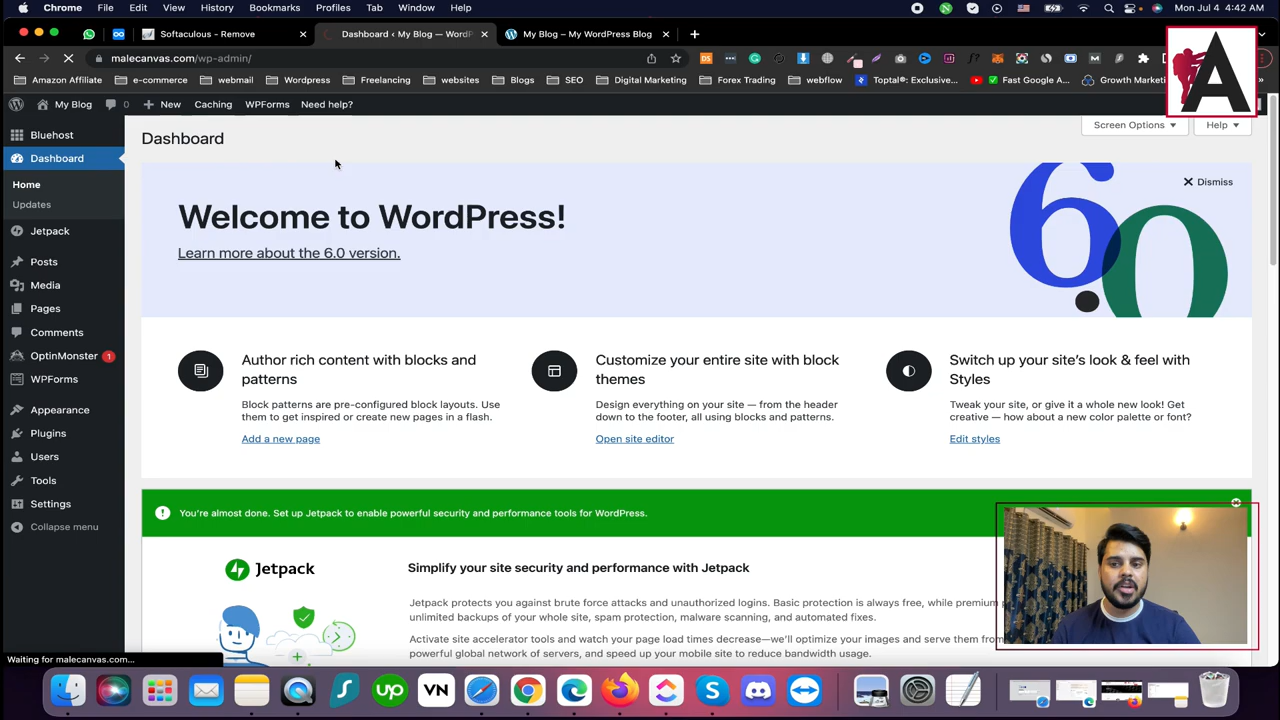 Chrome File Edit View History Bookmarks Profiles Tab Window Help Mon Jul 4 4:42 AM
Softaculous - Remove
Dashboard ‹ My Blog — WordP
My Blog – My WordPress Blog
malecanvas.com/wp-admin/
Amazon Affiliate e-commerce webmail Wordpress Freelancing websites Blogs SEO Digital Marketing Forex Trading webflow Toptal®: Exclusive... Fast Google A... Growth Market
A
My Blog 0 New Caching WPForms Need help?
Screen Options Help
Bluehost
Dashboard
Home
Updates
Jetpack
Posts
Media
Pages
Comments
OptinMonster 1
WPForms
Appearance
Plugins
Users
Tools
Settings
Collapse menu
Dashboard
Dismiss
Welcome to WordPress!
Learn more about the 6.0 version.
6.0
Author rich content with blocks and
patterns
Block patterns are pre-configured block layouts. Use
them to get inspired or create new pages in a flash.
Add a new page
Customize your entire site with block
themes
Design everything on your site — from the header
down to the footer, all using blocks and patterns.
Open site editor
Switch up your site's look & feel with
Styles
Tweak your site, or give it a whole new look! Get
creative — how about a new color palette or font?
Edit styles
You're almost done. Set up Jetpack to enable powerful security and performance tools for WordPress.
Jetpack
Simplify your site security and performance with Jetpack
Jetpack protects you against brute force attacks and unauthorized logins. Basic protection is always free, while premium p
unlimited backups of your whole site, spam protection, malware scanning, and automated fixes.
Activate site accelerator tools and watch your page load times decrease—we'll optimize your images and serve them from
powerful global network of servers, and speed up your mobile site to reduce bandwidth usage.
Waiting for malecanvas.com...
up
VN